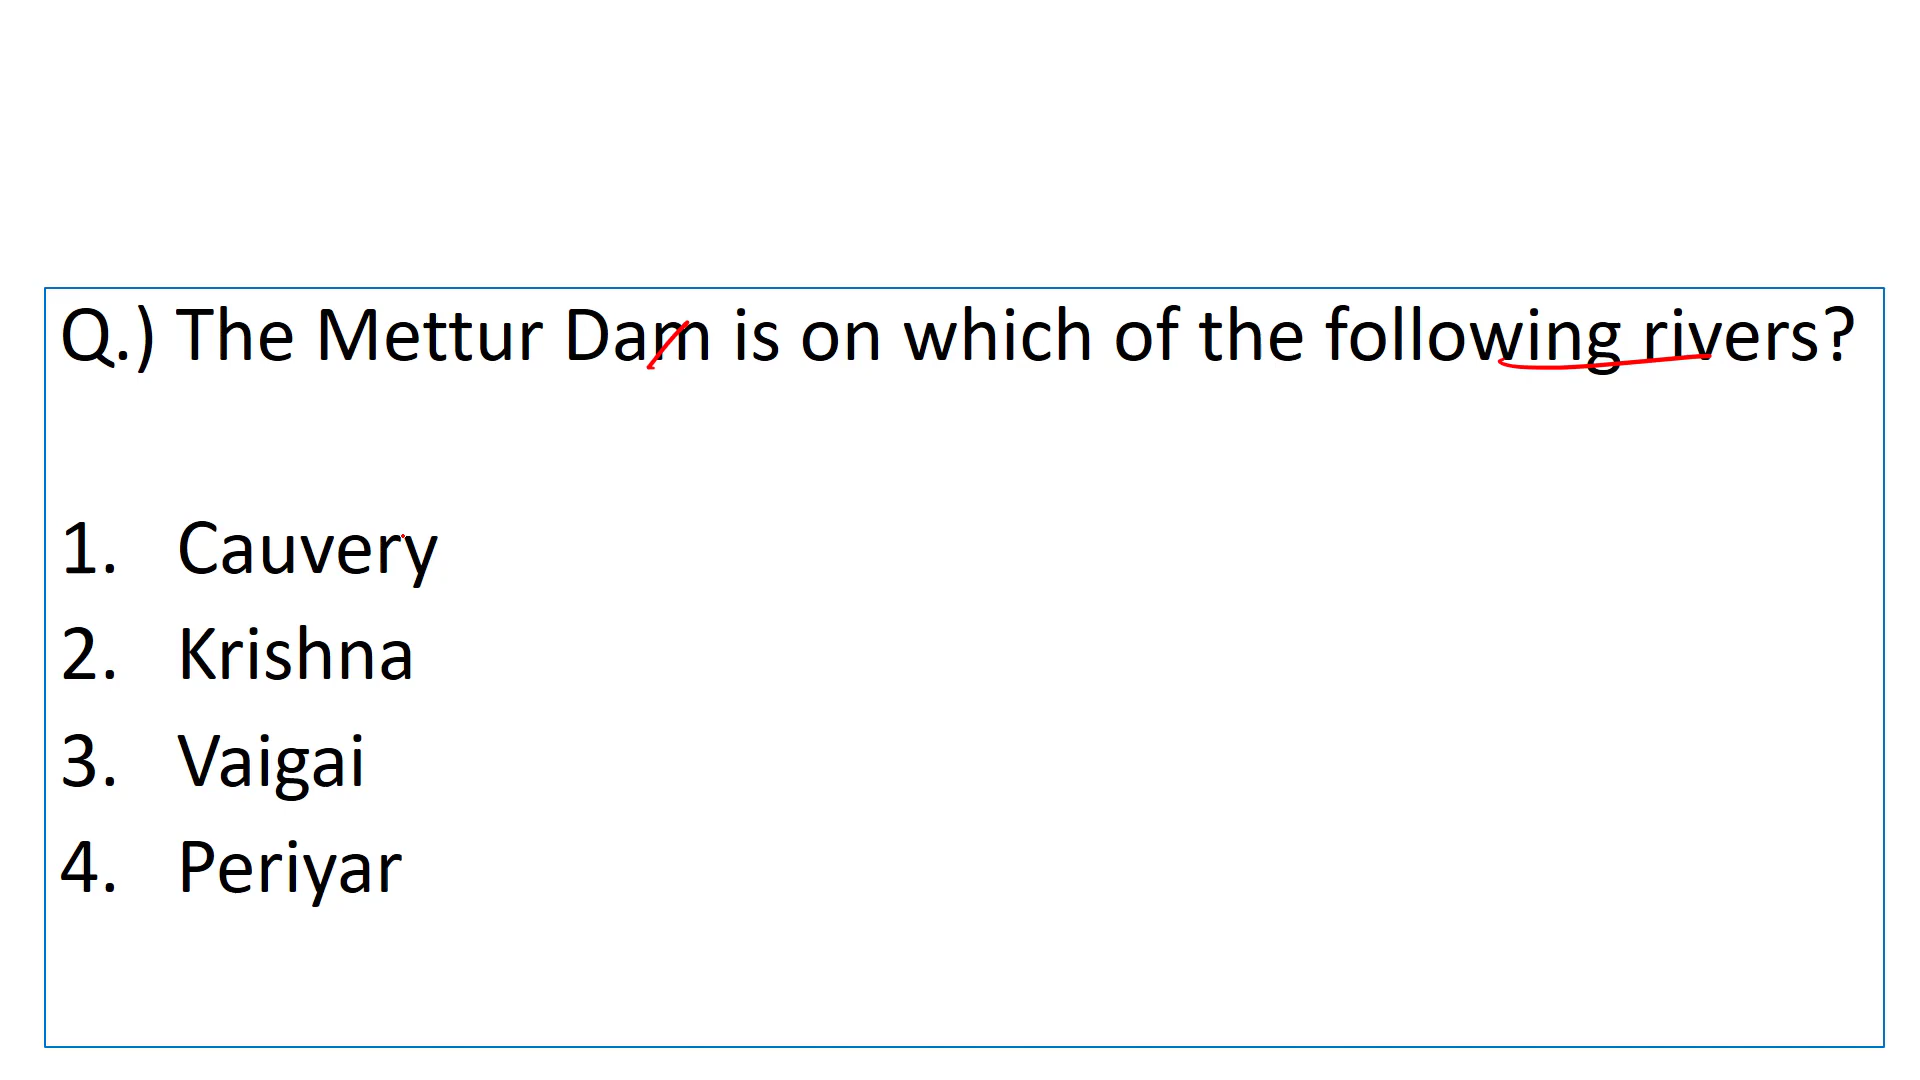 Q.) The Mettur Dam is on which of the following rivers?
1. Cauvery
2. Krishna
3. Vaigai
4. Periyar